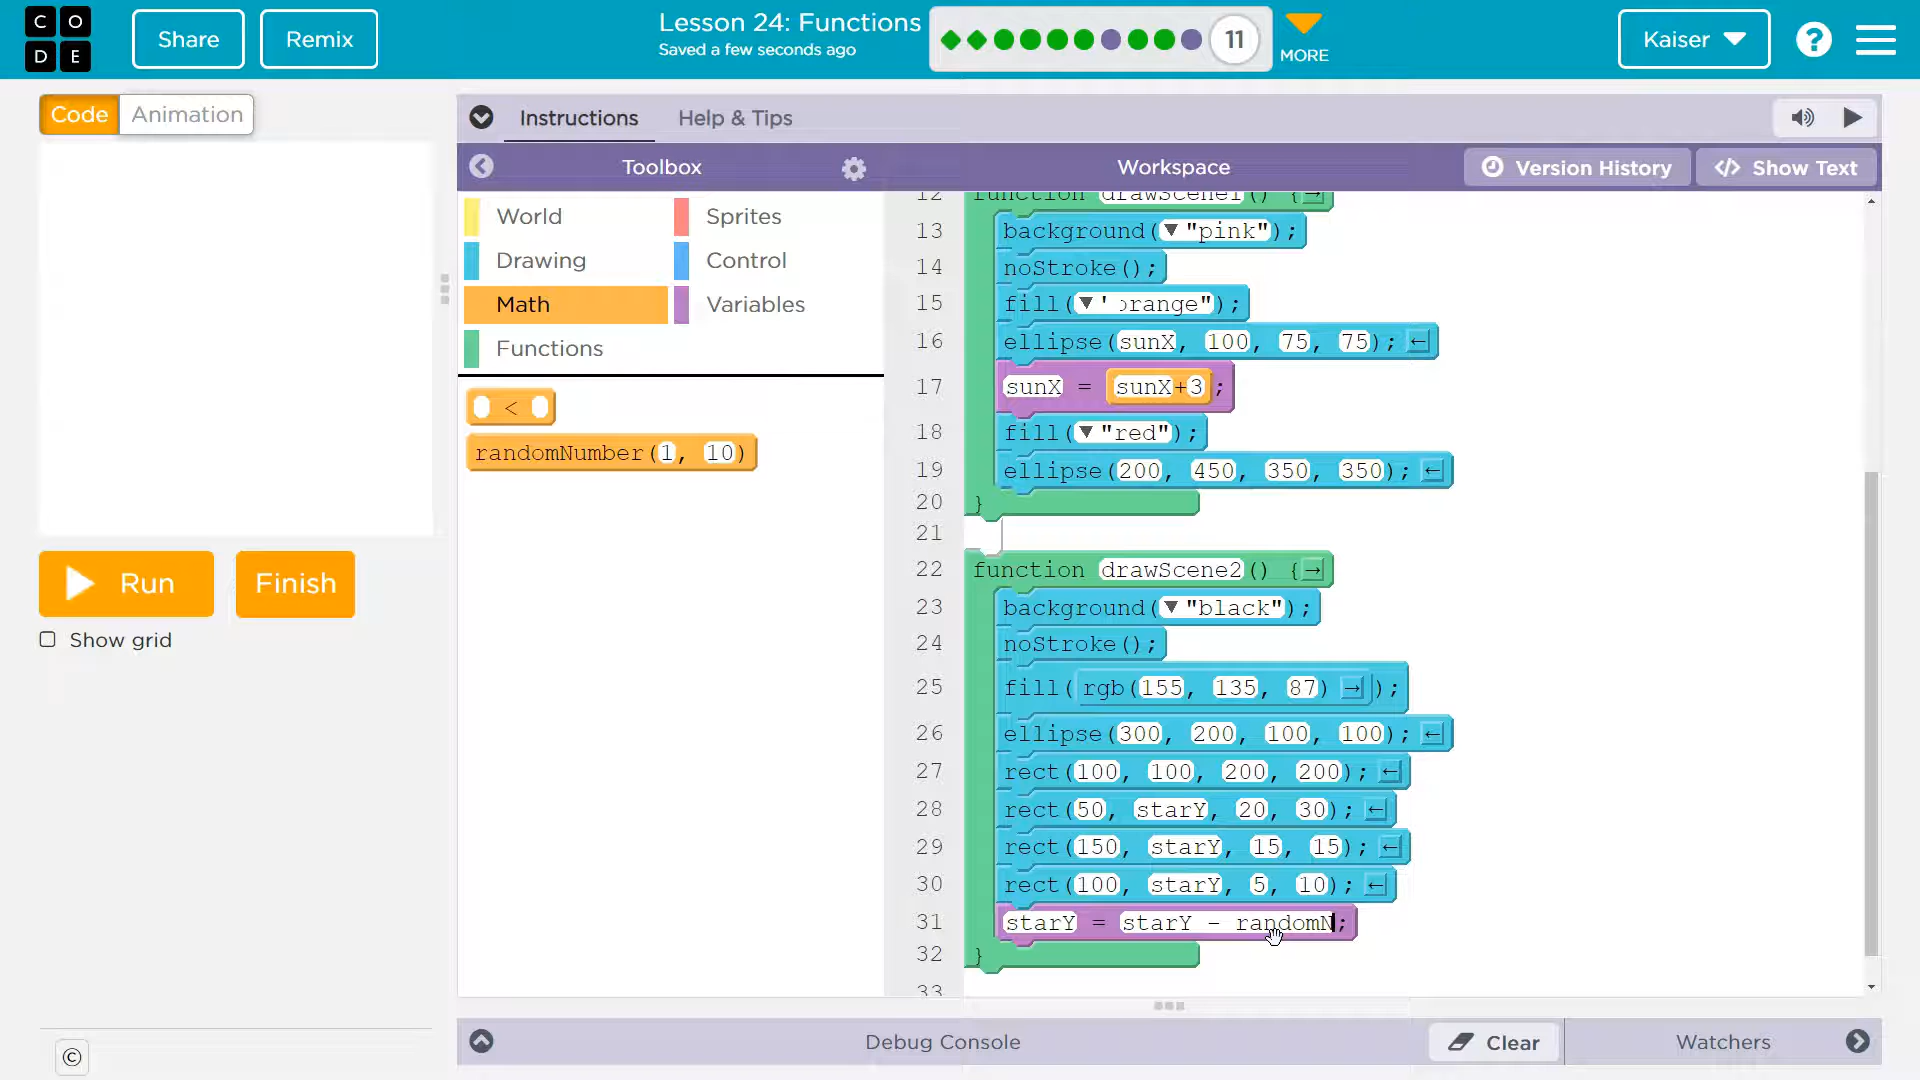 CODE
Share
Remix
Lesson 24: Functions
Saved a few seconds ago
11
MORE
Kaiser
?
Code
Animation
Instructions
Help & Tips
Toolbox
Workspace
Version History
Show Text
World
Sprites
Drawing
Control
Math
Variables
Functions
<
randomNumber(1, 10)
12 function drawScene1() {→
13 background(▼"pink");
14 noStroke();
15 fill(▼"orange");
16 ellipse(sunX, 100, 75, 75);←
17 sunX = sunX+3;
18 fill(▼"red");
19 ellipse(200, 450, 350, 350);←
20 }
21
22 function drawScene2() {→
23 background(▼"black");
24 noStroke();
25 fill(rgb(155, 135, 87)→);
26 ellipse(300, 200, 100, 100);←
27 rect(100, 100, 200, 200);←
28 rect(50, starY, 20, 30);←
29 rect(150, starY, 15, 15);←
30 rect(100, starY, 5, 10);←
31 starY = starY - randomN;
32 }
33
Run
Finish
Show grid
©
Debug Console
Clear
Watchers